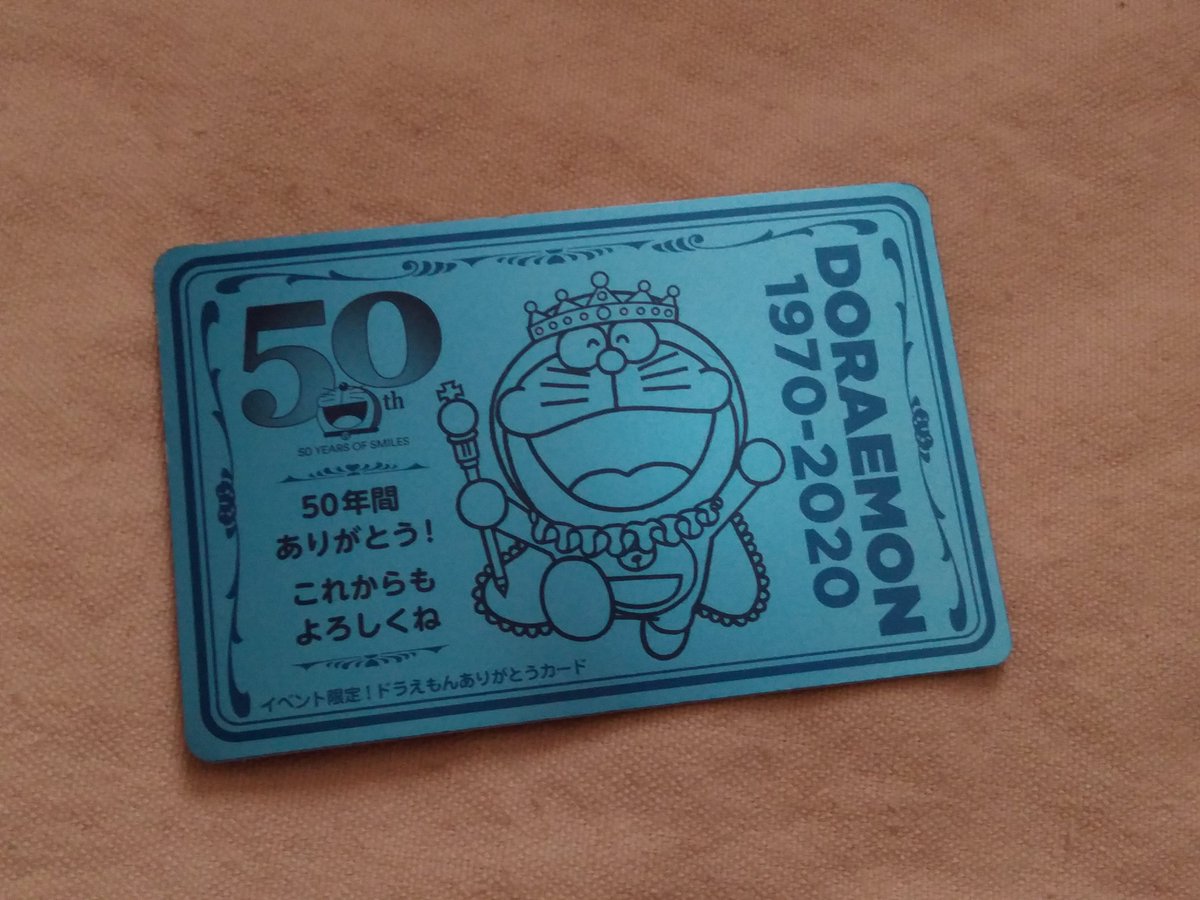 50th
50 YEARS OF SMILES
50年間
ありがとう!
これからも
よろしくね
イベント限定!ドラえもんありがとうカード
DORAEMON
1970-2020